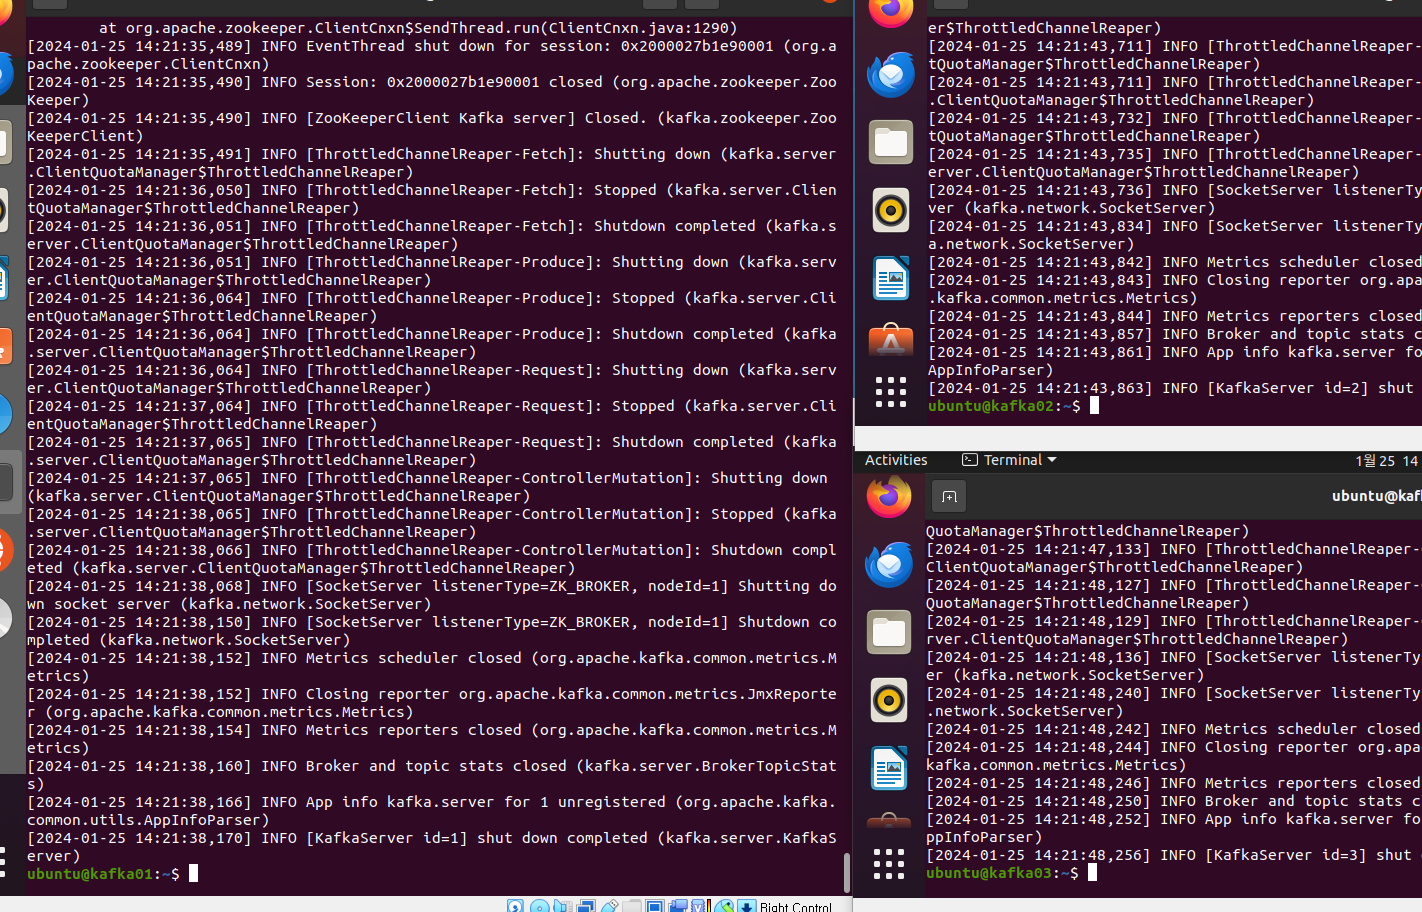 at org.apache.zookeeper.ClientCnxn$SendThread.run(ClientCnxn.java:1290)
[2024-01-25 14:21:35,489] INFO EventThread shut down for session: 0x2000027b1e90001 (org.a
pache.zookeeper.ClientCnxn)
[2024-01-25 14:21:35,490] INFO Session: 0x2000027b1e90001 closed (org.apache.zookeeper.Zoo
Keeper)
[2024-01-25 14:21:35,490] INFO [ZooKeeperClient Kafka server] Closed. (kafka.zookeeper.Zoo
KeeperClient)
[2024-01-25 14:21:35,491] INFO [ThrottledChannelReaper-Fetch]: Shutting down (kafka.server
.ClientQuotaManager$ThrottledChannelReaper)
[2024-01-25 14:21:36,050] INFO [ThrottledChannelReaper-Fetch]: Stopped (kafka.server.Clien
tQuotaManager$ThrottledChannelReaper)
[2024-01-25 14:21:36,051] INFO [ThrottledChannelReaper-Fetch]: Shutdown completed (kafka.s
erver.ClientQuotaManager$ThrottledChannelReaper)
[2024-01-25 14:21:36,051] INFO [ThrottledChannelReaper-Produce]: Shutting down (kafka.serv
er.ClientQuotaManager$ThrottledChannelReaper)
[2024-01-25 14:21:36,064] INFO [ThrottledChannelReaper-Produce]: Stopped (kafka.server.Cli
entQuotaManager$ThrottledChannelReaper)
[2024-01-25 14:21:36,064] INFO [ThrottledChannelReaper-Produce]: Shutdown completed (kafka
.server.ClientQuotaManager$ThrottledChannelReaper)
[2024-01-25 14:21:36,064] INFO [ThrottledChannelReaper-Request]: Shutting down (kafka.serv
er.ClientQuotaManager$ThrottledChannelReaper)
[2024-01-25 14:21:37,064] INFO [ThrottledChannelReaper-Request]: Stopped (kafka.server.Cli
entQuotaManager$ThrottledChannelReaper)
[2024-01-25 14:21:37,065] INFO [ThrottledChannelReaper-Request]: Shutdown completed (kafka
.server.ClientQuotaManager$ThrottledChannelReaper)
[2024-01-25 14:21:37,065] INFO [ThrottledChannelReaper-ControllerMutation]: Shutting down
(kafka.server.ClientQuotaManager$ThrottledChannelReaper)
[2024-01-25 14:21:38,065] INFO [ThrottledChannelReaper-ControllerMutation]: Stopped (kafka
.server.ClientQuotaManager$ThrottledChannelReaper)
[2024-01-25 14:21:38,066] INFO [ThrottledChannelReaper-ControllerMutation]: Shutdown compl
eted (kafka.server.ClientQuotaManager$ThrottledChannelReaper)
[2024-01-25 14:21:38,068] INFO [SocketServer listenerType=ZK_BROKER, nodeId=1] Shutting do
wn socket server (kafka.network.SocketServer)
[2024-01-25 14:21:38,150] INFO [SocketServer listenerType=ZK_BROKER, nodeId=1] Shutdown co
mpleted (kafka.network.SocketServer)
[2024-01-25 14:21:38,152] INFO Metrics scheduler closed (org.apache.kafka.common.metrics.M
etrics)
[2024-01-25 14:21:38,152] INFO Closing reporter org.apache.kafka.common.metrics.JmxReporte
r (org.apache.kafka.common.metrics.Metrics)
[2024-01-25 14:21:38,154] INFO Metrics reporters closed (org.apache.kafka.common.metrics.M
etrics)
[2024-01-25 14:21:38,160] INFO Broker and topic stats closed (kafka.server.BrokerTopicStat
s)
[2024-01-25 14:21:38,166] INFO App info kafka.server for 1 unregistered (org.apache.kafka.
common.utils.AppInfoParser)
[2024-01-25 14:21:38,170] INFO [KafkaServer id=1] shut down completed (kafka.server.KafkaS
erver)
ubuntu@kafka01:~$
Right Control
er$ThrottledChannelReaper)
[2024-01-25 14:21:43,711] INFO [ThrottledChannelReaper-
tQuotaManager$ThrottledChannelReaper)
[2024-01-25 14:21:43,711] INFO [ThrottledChannelReaper-
.ClientQuotaManager$ThrottledChannelReaper)
[2024-01-25 14:21:43,732] INFO [ThrottledChannelReaper-
tQuotaManager$ThrottledChannelReaper)
[2024-01-25 14:21:43,735] INFO [ThrottledChannelReaper-
erver.ClientQuotaManager$ThrottledChannelReaper)
[2024-01-25 14:21:43,736] INFO [SocketServer listenerTy
ver (kafka.network.SocketServer)
[2024-01-25 14:21:43,834] INFO [SocketServer listenerTy
a.network.SocketServer)
[2024-01-25 14:21:43,842] INFO Metrics scheduler closed
[2024-01-25 14:21:43,843] INFO Closing reporter org.apa
.kafka.common.metrics.Metrics)
[2024-01-25 14:21:43,844] INFO Metrics reporters closed
[2024-01-25 14:21:43,857] INFO Broker and topic stats c
[2024-01-25 14:21:43,861] INFO App info kafka.server fo
AppInfoParser)
[2024-01-25 14:21:43,863] INFO [KafkaServer id=2] shut
ubuntu@kafka02:~$
Activities Terminal 1월 25 14
ubuntu@kaf
QuotaManager$ThrottledChannelReaper)
[2024-01-25 14:21:47,133] INFO [ThrottledChannelReaper-
ClientQuotaManager$ThrottledChannelReaper)
[2024-01-25 14:21:48,127] INFO [ThrottledChannelReaper-
QuotaManager$ThrottledChannelReaper)
[2024-01-25 14:21:48,129] INFO [ThrottledChannelReaper-
rver.ClientQuotaManager$ThrottledChannelReaper)
[2024-01-25 14:21:48,136] INFO [SocketServer listenerTy
er (kafka.network.SocketServer)
[2024-01-25 14:21:48,240] INFO [SocketServer listenerTy
.network.SocketServer)
[2024-01-25 14:21:48,242] INFO Metrics scheduler closed
[2024-01-25 14:21:48,244] INFO Closing reporter org.apa
kafka.common.metrics.Metrics)
[2024-01-25 14:21:48,246] INFO Metrics reporters closed
[2024-01-25 14:21:48,250] INFO Broker and topic stats c
[2024-01-25 14:21:48,252] INFO App info kafka.server fo
ppInfoParser)
[2024-01-25 14:21:48,256] INFO [KafkaServer id=3] shut
ubuntu@kafka03:~$